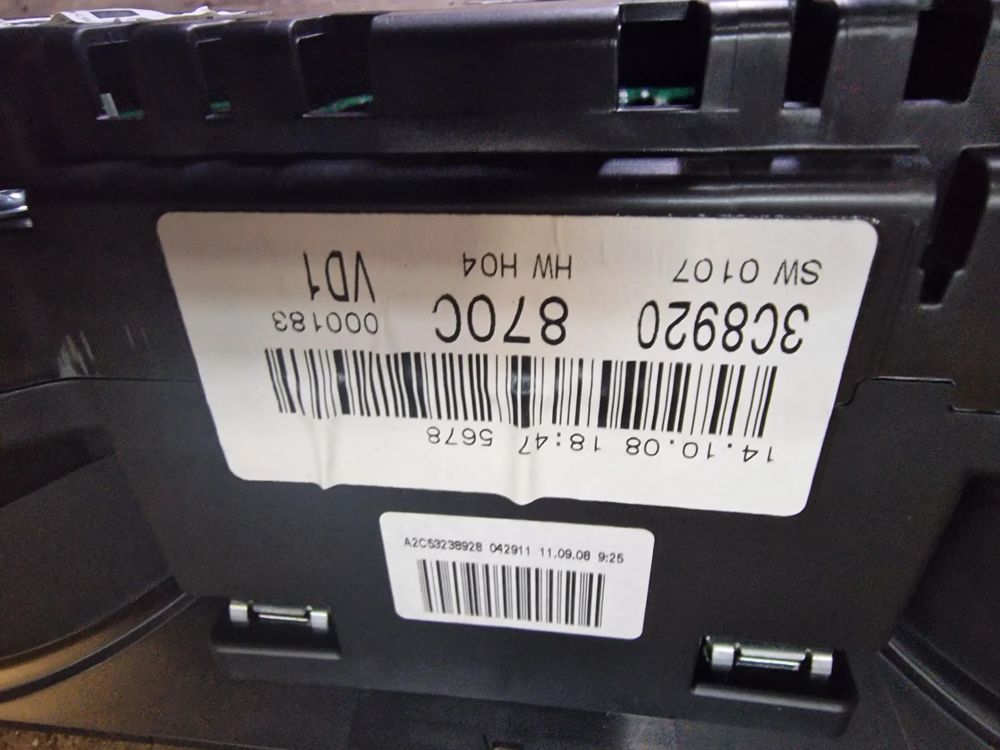 14.10.08 18:47 5678
3C8920 870C 000183
SW 0107 HW H04 VD1
A2C53238928 042911 11.09.08 9:25